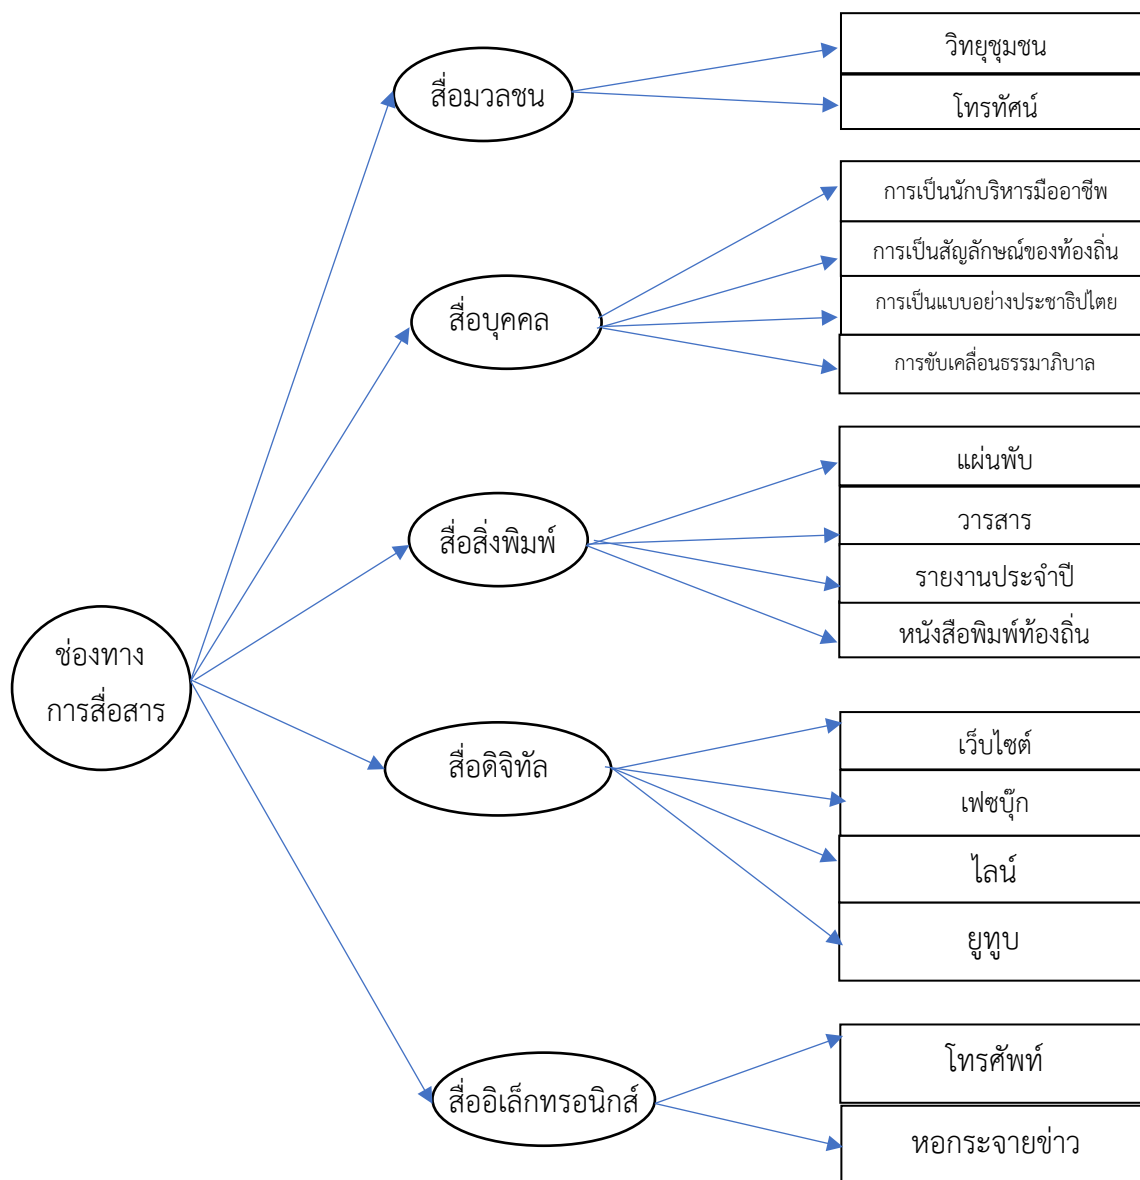 ช่องทาง
การสื่อสาร
สื่อมวลชน
วิทยุชุมชน
โทรทัศน์
สื่อบุคคล
การเป็นนักบริหารมืออาชีพ
การเป็นสัญลักษณ์ของท้องถิ่น
การเป็นแบบอย่างประชาธิปไตย
การขับเคลื่อนธรรมาภิบาล
สื่อสิ่งพิมพ์
แผ่นพับ
วารสาร
รายงานประจำปี
หนังสือพิมพ์ท้องถิ่น
สื่อดิจิทัล
เว็บไซต์
เฟซบุ๊ก
ไลน์
ยูทูบ
สื่ออิเล็กทรอนิกส์
โทรศัพท์
หอกระจายข่าว